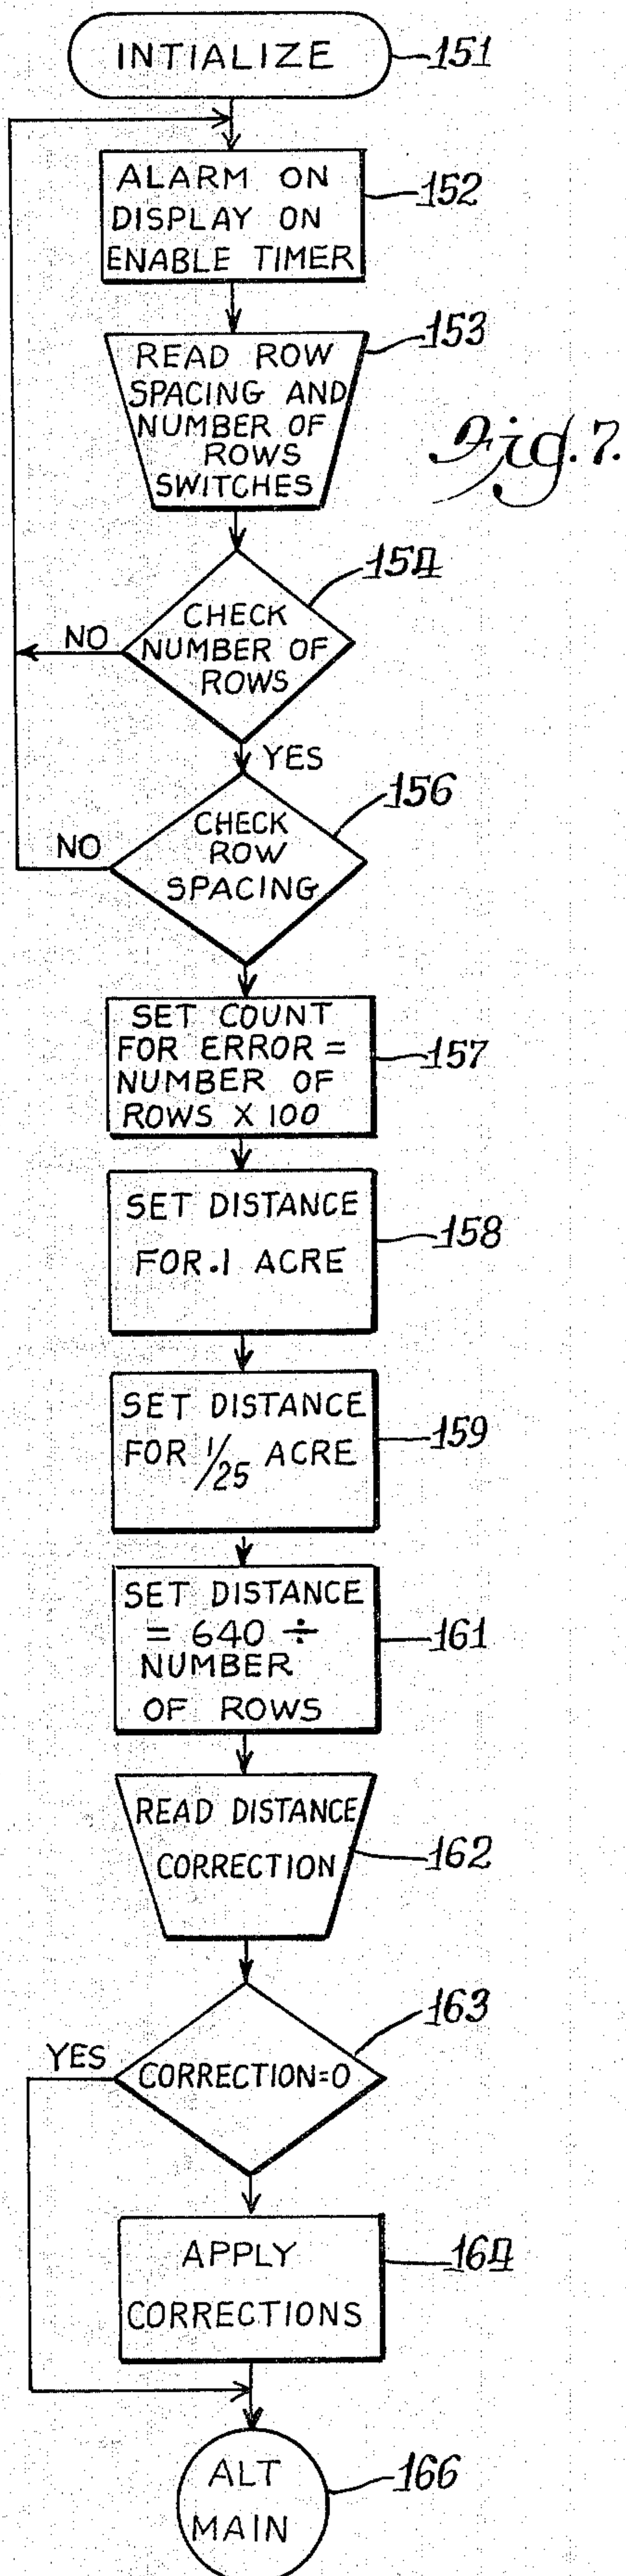 INTIALIZE
151
ALARM ON
DISPLAY ON
ENABLE TIMER
152
READ ROW
SPACING AND
NUMBER OF
ROWS
SWITCHES
153
Fig. 7.
CHECK
NUMBER OF
ROWS
154
NO
YES
CHECK
ROW
SPACING
156
NO
SET COUNT
FOR ERROR =
NUMBER OF
ROWS X 100
157
SET DISTANCE
FOR .1 ACRE
158
SET DISTANCE
FOR 1/25 ACRE
159
SET DISTANCE
= 640 ÷
NUMBER
OF ROWS
161
READ DISTANCE
CORRECTION
162
CORRECTION=0
163
YES
APPLY
CORRECTIONS
164
ALT
MAIN
166